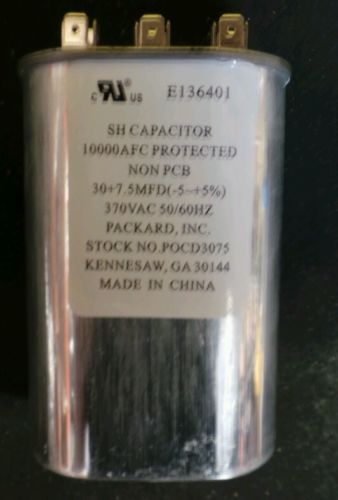 c RU US E136401
SH CAPACITOR
10000AFC PROTECTED
NON PCB
30+7.5MFD(-5~+5%)
370VAC 50/60HZ
PACKARD, INC.
STOCK NO.POCD3075
KENNESAW, GA 30144
MADE IN CHINA